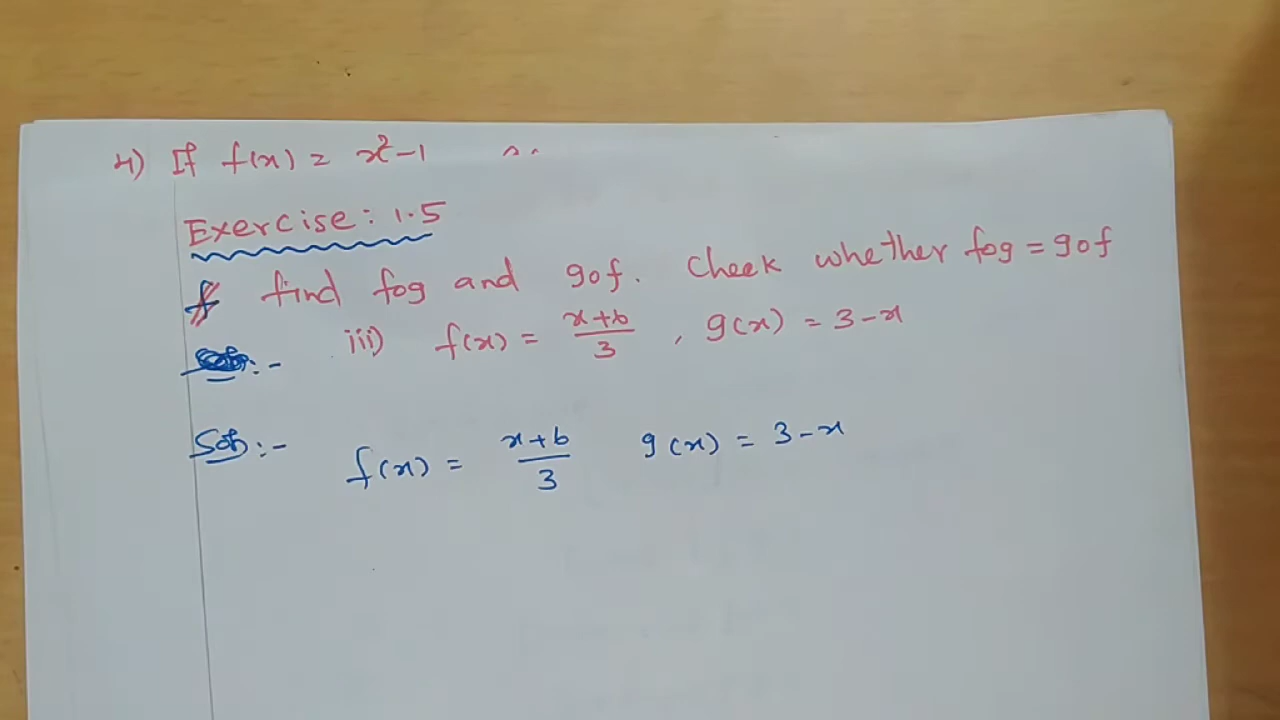 4) If f(x) = x²-1
Exercise: 1.5
find fog and gof. Check whether fog = gof
iii) f(x) = x+6/3 , g(x) = 3-x
Sol:-
f(x) = x+6/3 g(x) = 3-x